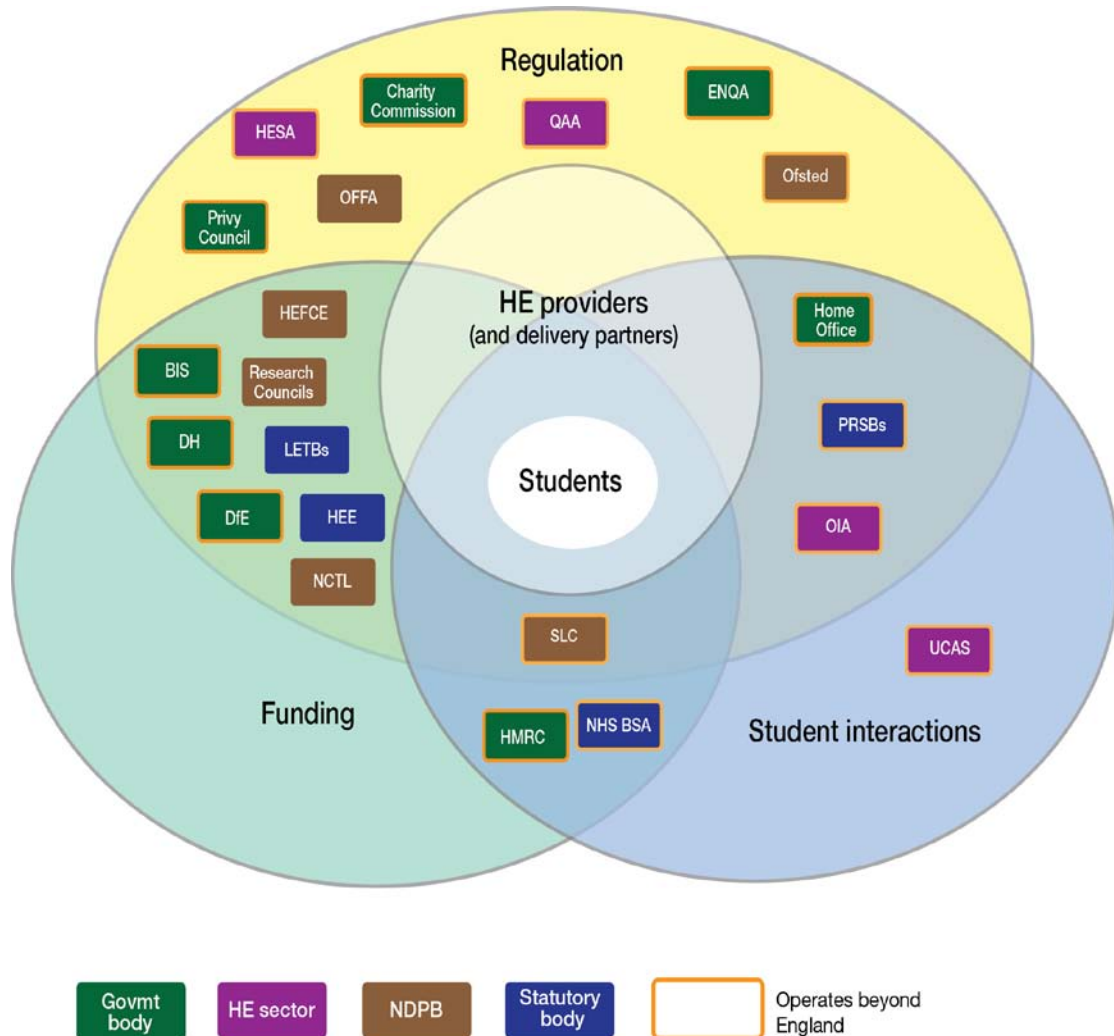 Regulation
Charity
Commission
ENQA
HESA
QAA
Ofsted
OFFA
Privy
Council
HE providers
(and delivery partners)
HEFCE
Home
Office
BIS
Research
Councils
DH
LETBs
PRSBs
Students
DfE
HEE
OIA
NCTL
SLC
UCAS
Funding
HMRC
NHS BSA
Student interactions
Govmt
body
HE sector
NDPB
Statutory
body
Operates beyond
England